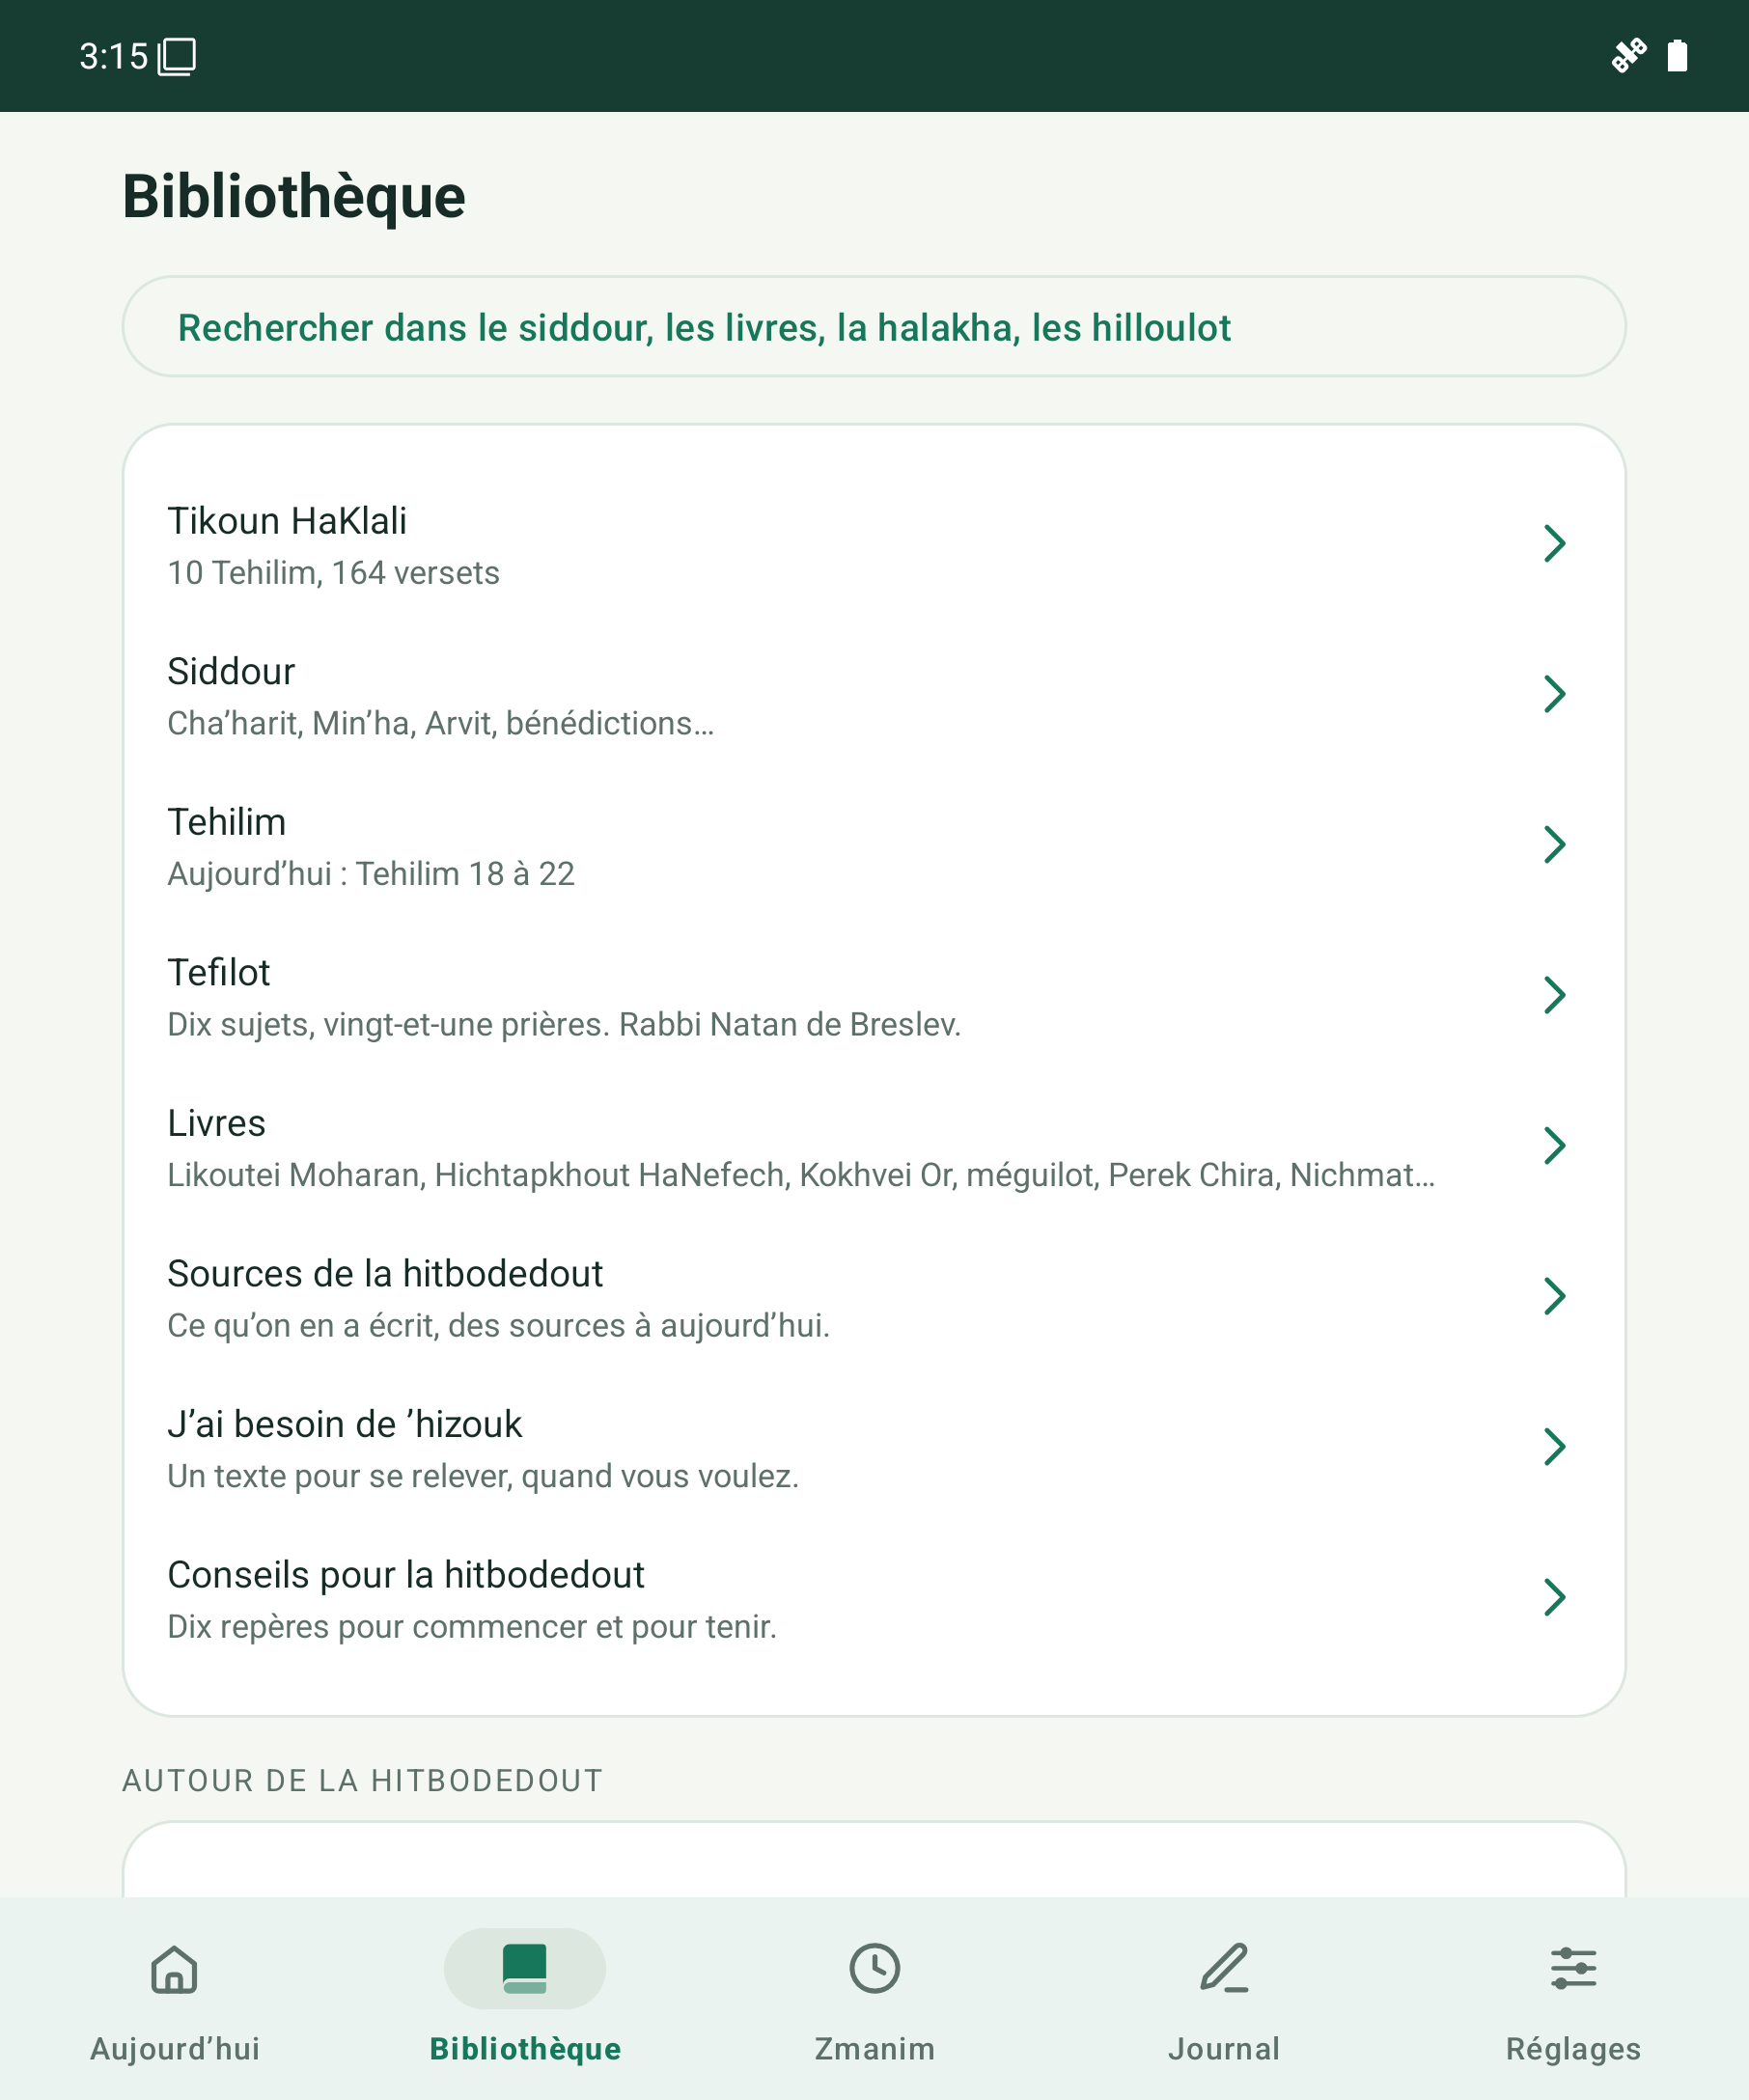 3:15
Bibliothèque
Rechercher dans le siddour, les livres, la halakha, les hilloulot
Tikoun HaKlali
10 Tehilim, 164 versets
Siddour
Cha’harit, Min’ha, Arvit, bénédictions…
Tehilim
Aujourd’hui : Tehilim 18 à 22
Tefilot
Dix sujets, vingt-et-une prières. Rabbi Natan de Breslev.
Livres
Likoutei Moharan, Hichtapkhout HaNefech, Kokhvei Or, méguilot, Perek Chira, Nichmat…
Sources de la hitbodedout
Ce qu’on en a écrit, des sources à aujourd’hui.
J’ai besoin de ’hizouk
Un texte pour se relever, quand vous voulez.
Conseils pour la hitbodedout
Dix repères pour commencer et pour tenir.
AUTOUR DE LA HITBODEDOUT
Aujourd’hui
Bibliothèque
Zmanim
Journal
Réglages